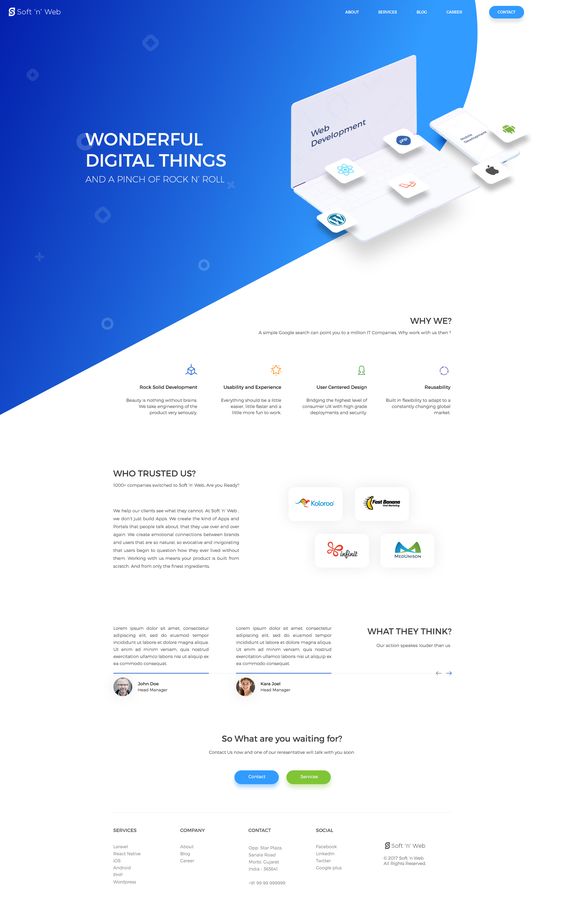 Soft 'n' Web
ABOUT
SERVICES
BLOG
CAREER
CONTACT
WONDERFUL
DIGITAL THINGS
AND A PINCH OF ROCK N' ROLL
Web
Development
Mobile
Development
php
WHY WE?
A simple Google search can point you to a million IT Companies. Why work with us then ?
Rock Solid Development
Beauty is nothing without brains.
We take engineering of the
product very seriously.
Usability and Experience
Everything should be a little
easier, little faster and a
little more fun to work.
User Centered Design
Bridging the highest level of
consumer UX with high grade
deployments and security.
Reusability
Built in flexibility to adapt to a
constantly changing global
market.
WHO TRUSTED US?
1000+ companies switched to Soft 'n' Web. Are you Ready?
We help our clients see what they cannot. At Soft 'n' Web ,
we don't just build Apps. We create the kind of Apps and
Portals that people talk about, that they use over and over
again. We create emotional connections between brands
and users that are so natural, so evocative and invigorating
that users begin to question how they ever lived without
them. Working with us means your product is built from
scratch. And from only the finest ingredients.
Koloroo
Fast Banana
infinit
MedUnison
Lorem ipsum dolor sit amet, consectetur
adipiscing elit, sed do eiusmod tempor
incididunt ut labore et dolore magna aliqua.
Ut enim ad minim veniam, quis nostrud
exercitation ullamco laboris nisi ut aliquip ex
ea commodo consequat.
John Doe
Head Manager
Lorem ipsum dolor sit amet, consectetur
adipiscing elit, sed do eiusmod tempor
incididunt ut labore et dolore magna aliqua.
Ut enim ad minim veniam, quis nostrud
exercitation ullamco laboris nisi ut aliquip ex
ea commodo consequat.
Kara Joel
Head Manager
WHAT THEY THINK?
Our action speakes louder than us
So What are you waiting for?
Contact Us now and one of our reresentative will talk with you soon
Contact
Services
SERVICES
Laravel
React Native
iOS
Android
PHP
Wordpress
COMPANY
About
Blog
Career
CONTACT
Opp. Star Plaza,
Sanala Road
Morbi, Gujarat
India - 363641
+91 99 99 999999
SOCIAL
Facebook
LinkedIn
Twitter
Google plus
Soft 'n' Web
© 2017 Soft 'n Web.
All Rights Reserved.